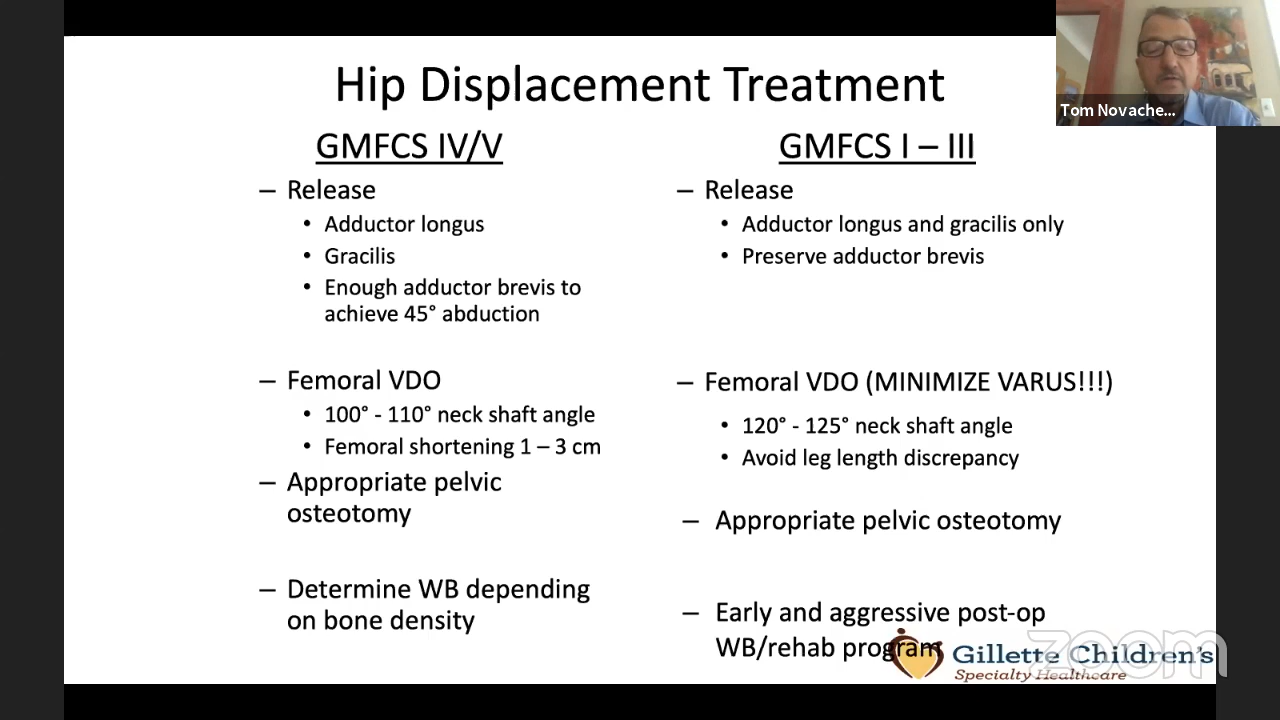 Hip Displacement Treatment
GMFCS IV/V
– Release
• Adductor longus
• Gracilis
• Enough adductor brevis to
achieve 45° abduction
– Femoral VDO
• 100° - 110° neck shaft angle
• Femoral shortening 1 – 3 cm
– Appropriate pelvic
osteotomy
– Determine WB depending
on bone density
GMFCS I – III
– Release
• Adductor longus and gracilis only
• Preserve adductor brevis
– Femoral VDO (MINIMIZE VARUS!!!)
• 120° - 125° neck shaft angle
• Avoid leg length discrepancy
– Appropriate pelvic osteotomy
– Early and aggressive post-op
WB/rehab program
Gillette Children's
Specialty Healthcare
zoom
Tom Novache...